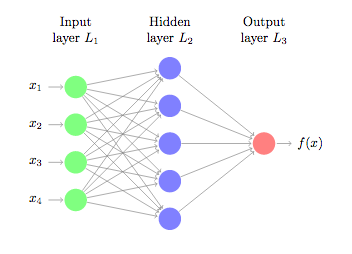 Input
layer L₁
Hidden
layer L₂
Output
layer L₃
x₁
x₂
x₃
x₄
f(x)